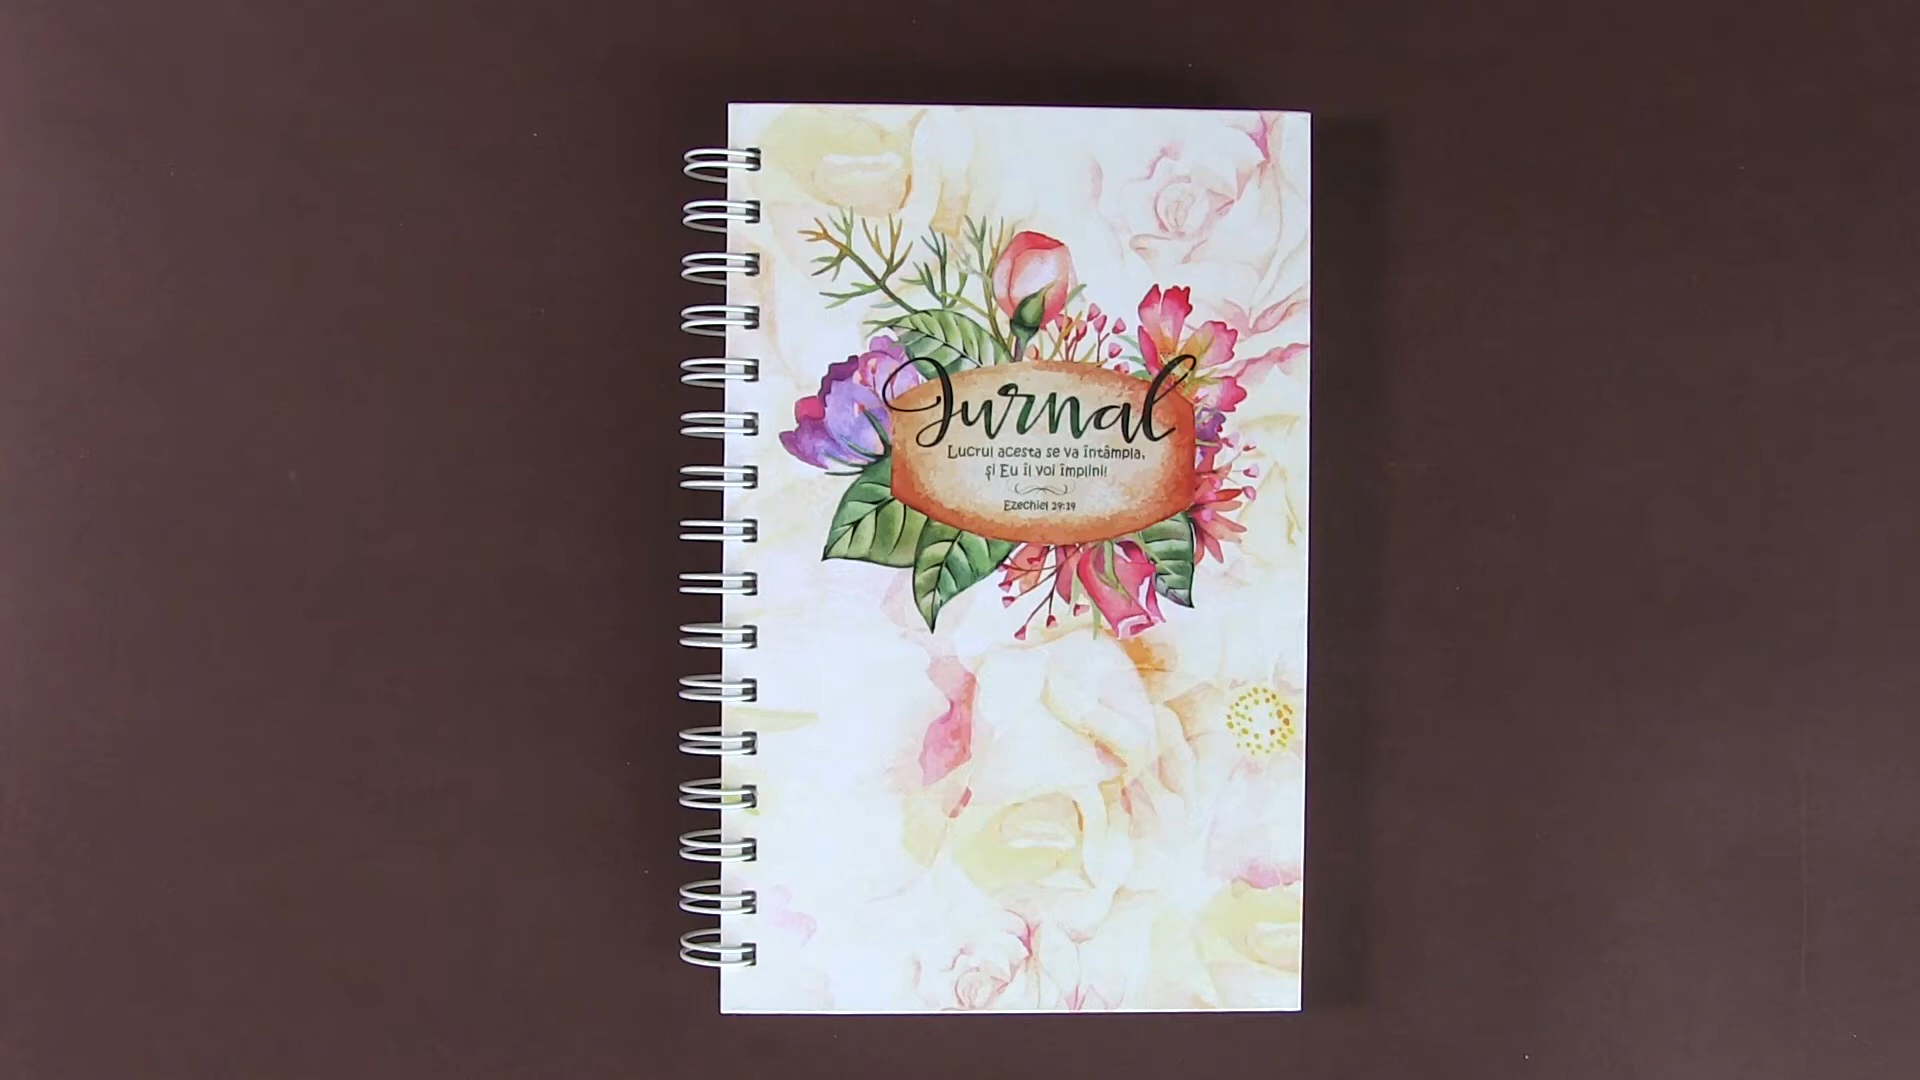 Jurnal
Lucrul acesta se va întâmpla,
și Eu îl voi împlini!
Ezechiel 29:19